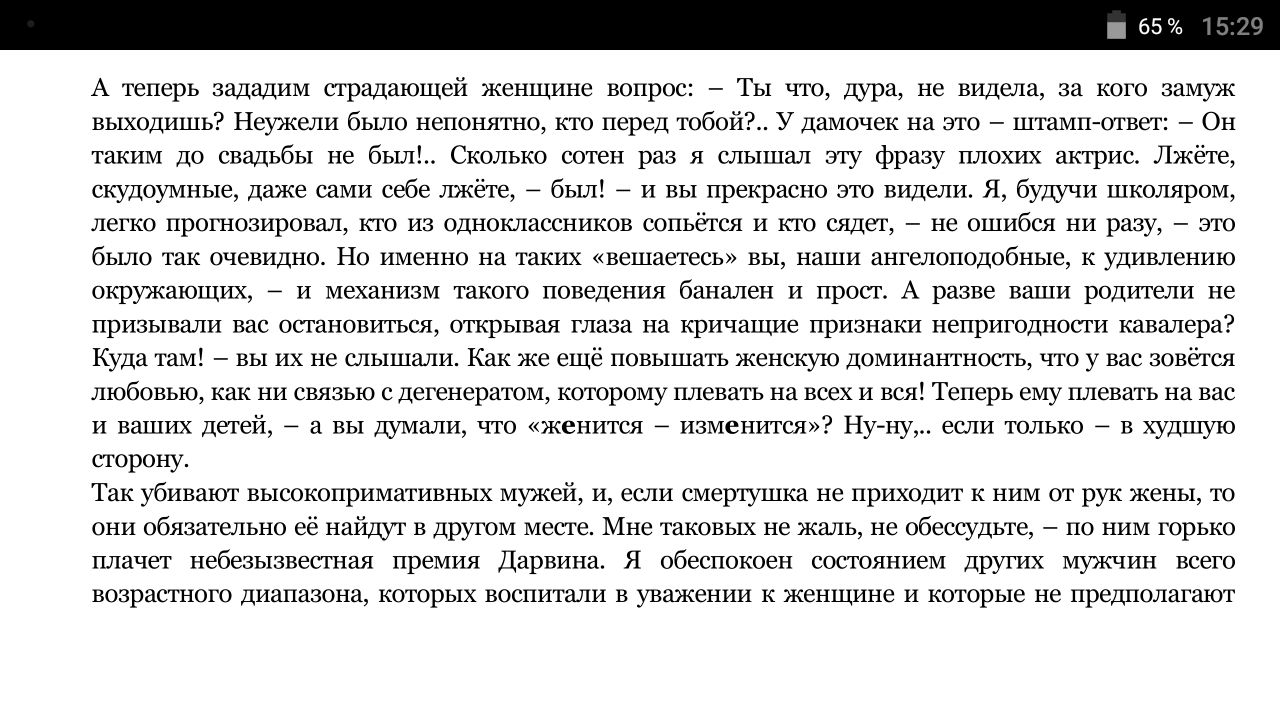 65 % 15:29
А теперь зададим страдающей женщине вопрос: – Ты что, дура, не видела, за кого замуж
выходишь? Неужели было непонятно, кто перед тобой?.. У дамочек на это – штамп-ответ: – Он
таким до свадьбы не был!.. Сколько сотен раз я слышал эту фразу плохих актрис. Лжёте,
скудоумные, даже сами себе лжёте, – был! – и вы прекрасно это видели. Я, будучи школяром,
легко прогнозировал, кто из одноклассников сопьётся и кто сядет, – не ошибся ни разу, – это
было так очевидно. Но именно на таких «вешаетесь» вы, наши ангелоподобные, к удивлению
окружающих, – и механизм такого поведения банален и прост. А разве ваши родители не
призывали вас остановиться, открывая глаза на кричащие признаки непригодности кавалера?
Куда там! – вы их не слышали. Как же ещё повышать женскую доминантность, что у вас зовётся
любовью, как ни связью с дегенератом, которому плевать на всех и вся! Теперь ему плевать на вас
и ваших детей, – а вы думали, что «женится – изменится»? Ну-ну,.. если только – в худшую
сторону.
Так убивают высокопримативных мужей, и, если смертушка не приходит к ним от рук жены, то
они обязательно её найдут в другом месте. Мне таковых не жаль, не обессудьте, – по ним горько
плачет небезызвестная премия Дарвина. Я обеспокоен состоянием других мужчин всего
возрастного диапазона, которых воспитали в уважении к женщине и которые не предполагают